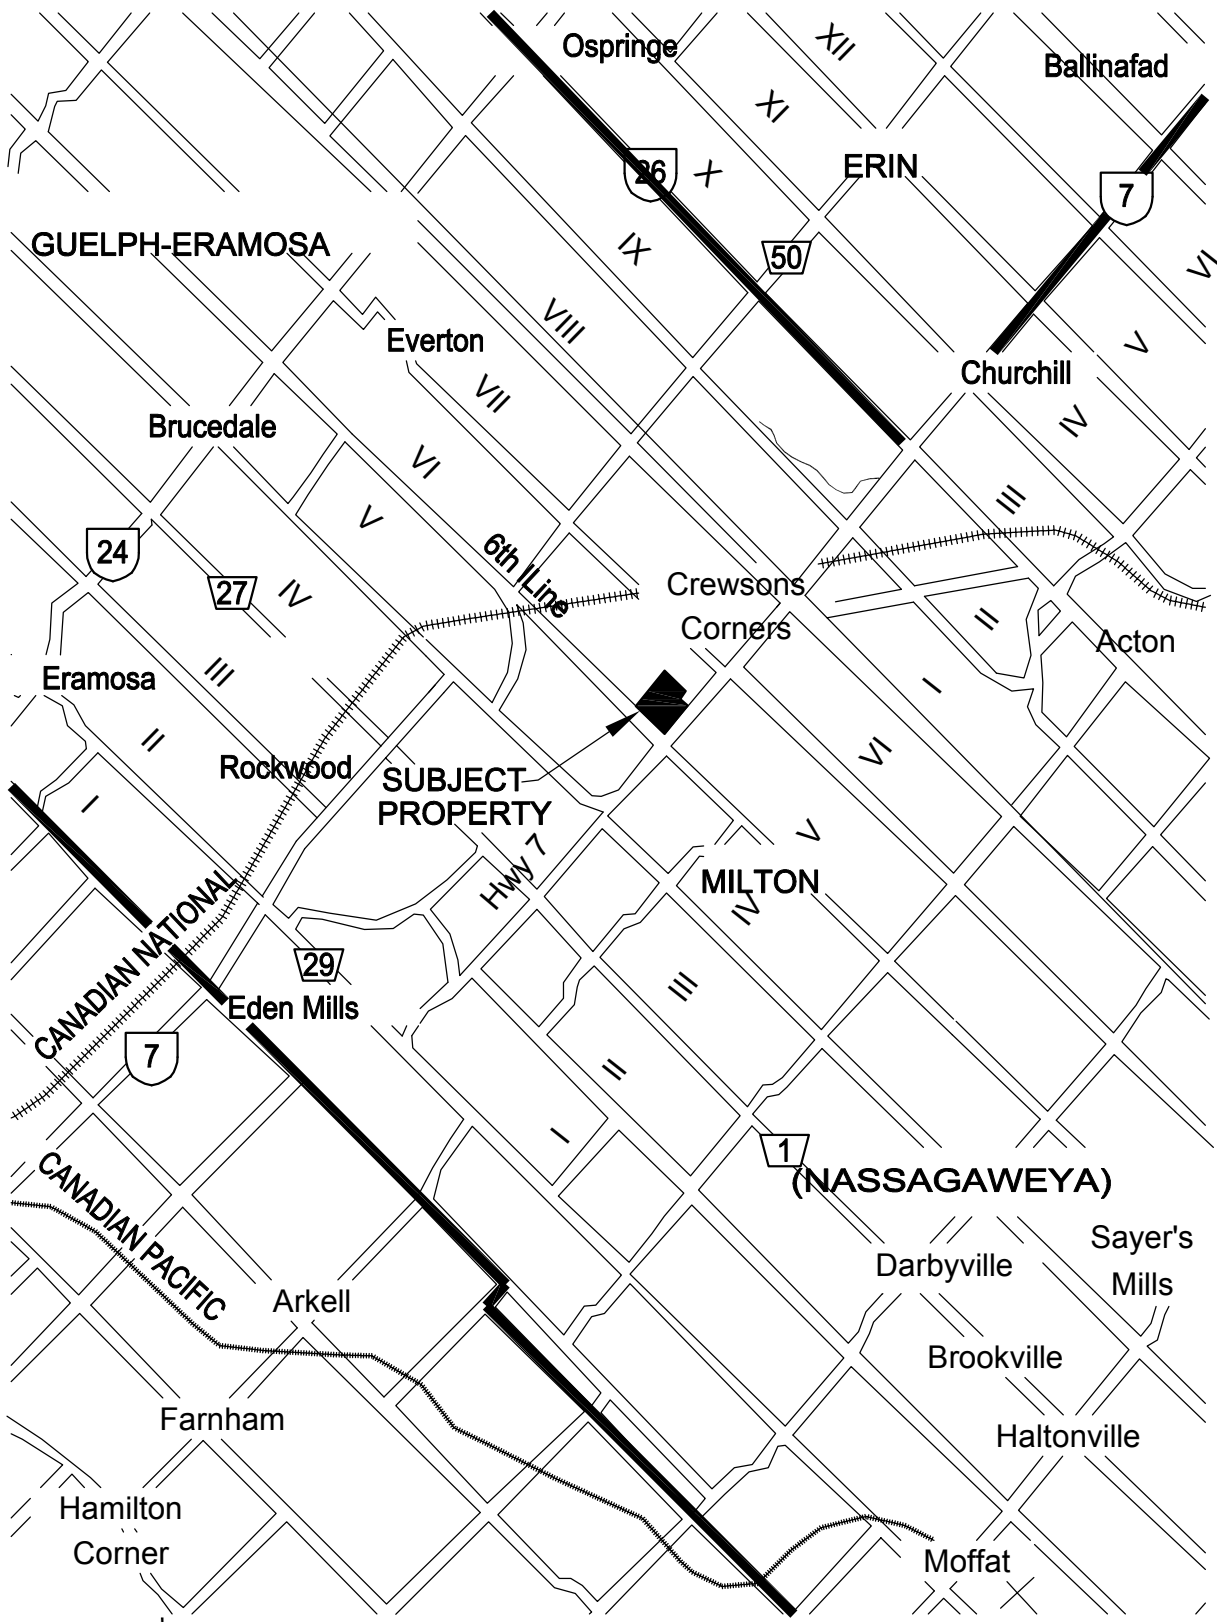 Ospringe
XII
Ballinafad
XI
ERIN
26
X
7
GUELPH-ERAMOSA
IX
50
VI
VIII
Everton
V
Churchill
VII
IV
Brucedale
VI
III
V
24
6th Line
27
IV
Crewsons
Corners
II
Acton
III
Eramosa
I
II
VI
Rockwood
SUBJECT
PROPERTY
I
V
Hwy 7
MILTON
IV
CANADIAN NATIONAL
29
III
Eden Mills
7
II
I
1
(NASSAGAWEYA)
CANADIAN PACIFIC
Sayer's
Mills
Darbyville
Arkell
Brookville
Farnham
Haltonville
Hamilton
Corner
Moffat